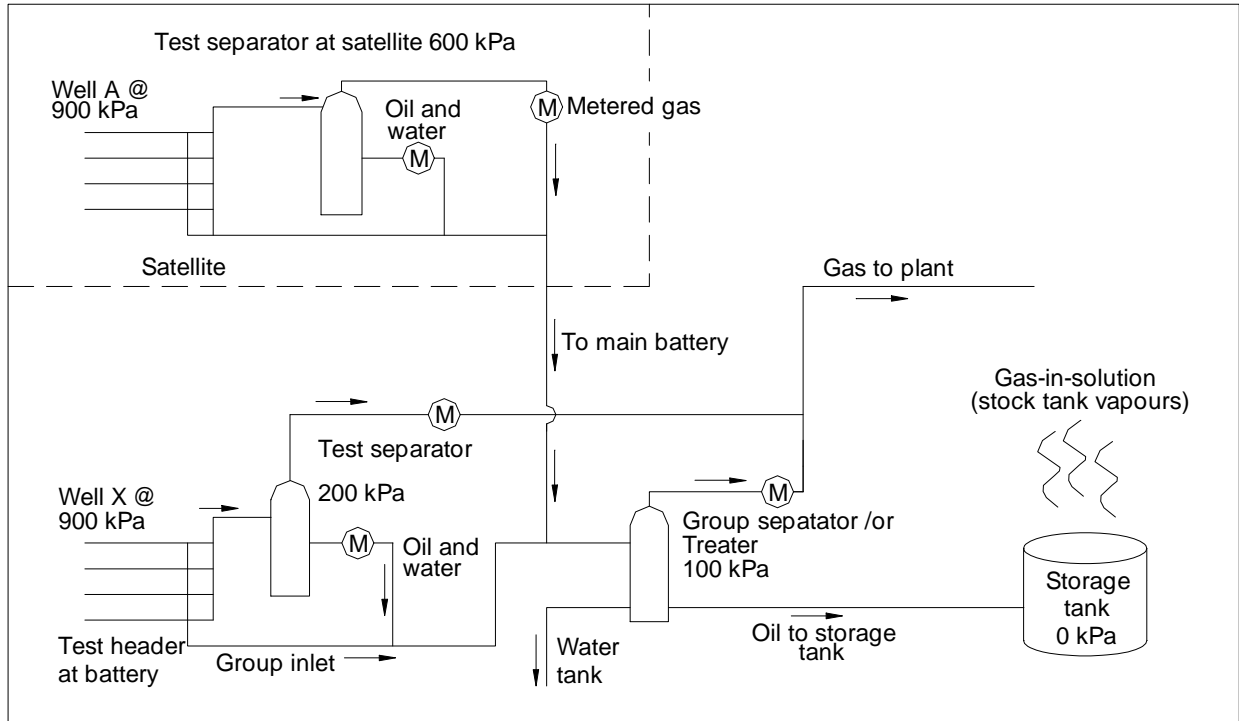 Test separator at satellite 600 kPa
Well A @
900 kPa
Oil and
water
M
M
Metered gas
Satellite
Gas to plant
To main battery
Gas-in-solution
(stock tank vapours)
M
Test separator
200 kPa
Well X @
900 kPa
M
Oil and
water
M
Group sepatator /or
Treater
100 kPa
Storage
tank
0 kPa
Test header
at battery
Group inlet
Water
tank
Oil to storage
tank